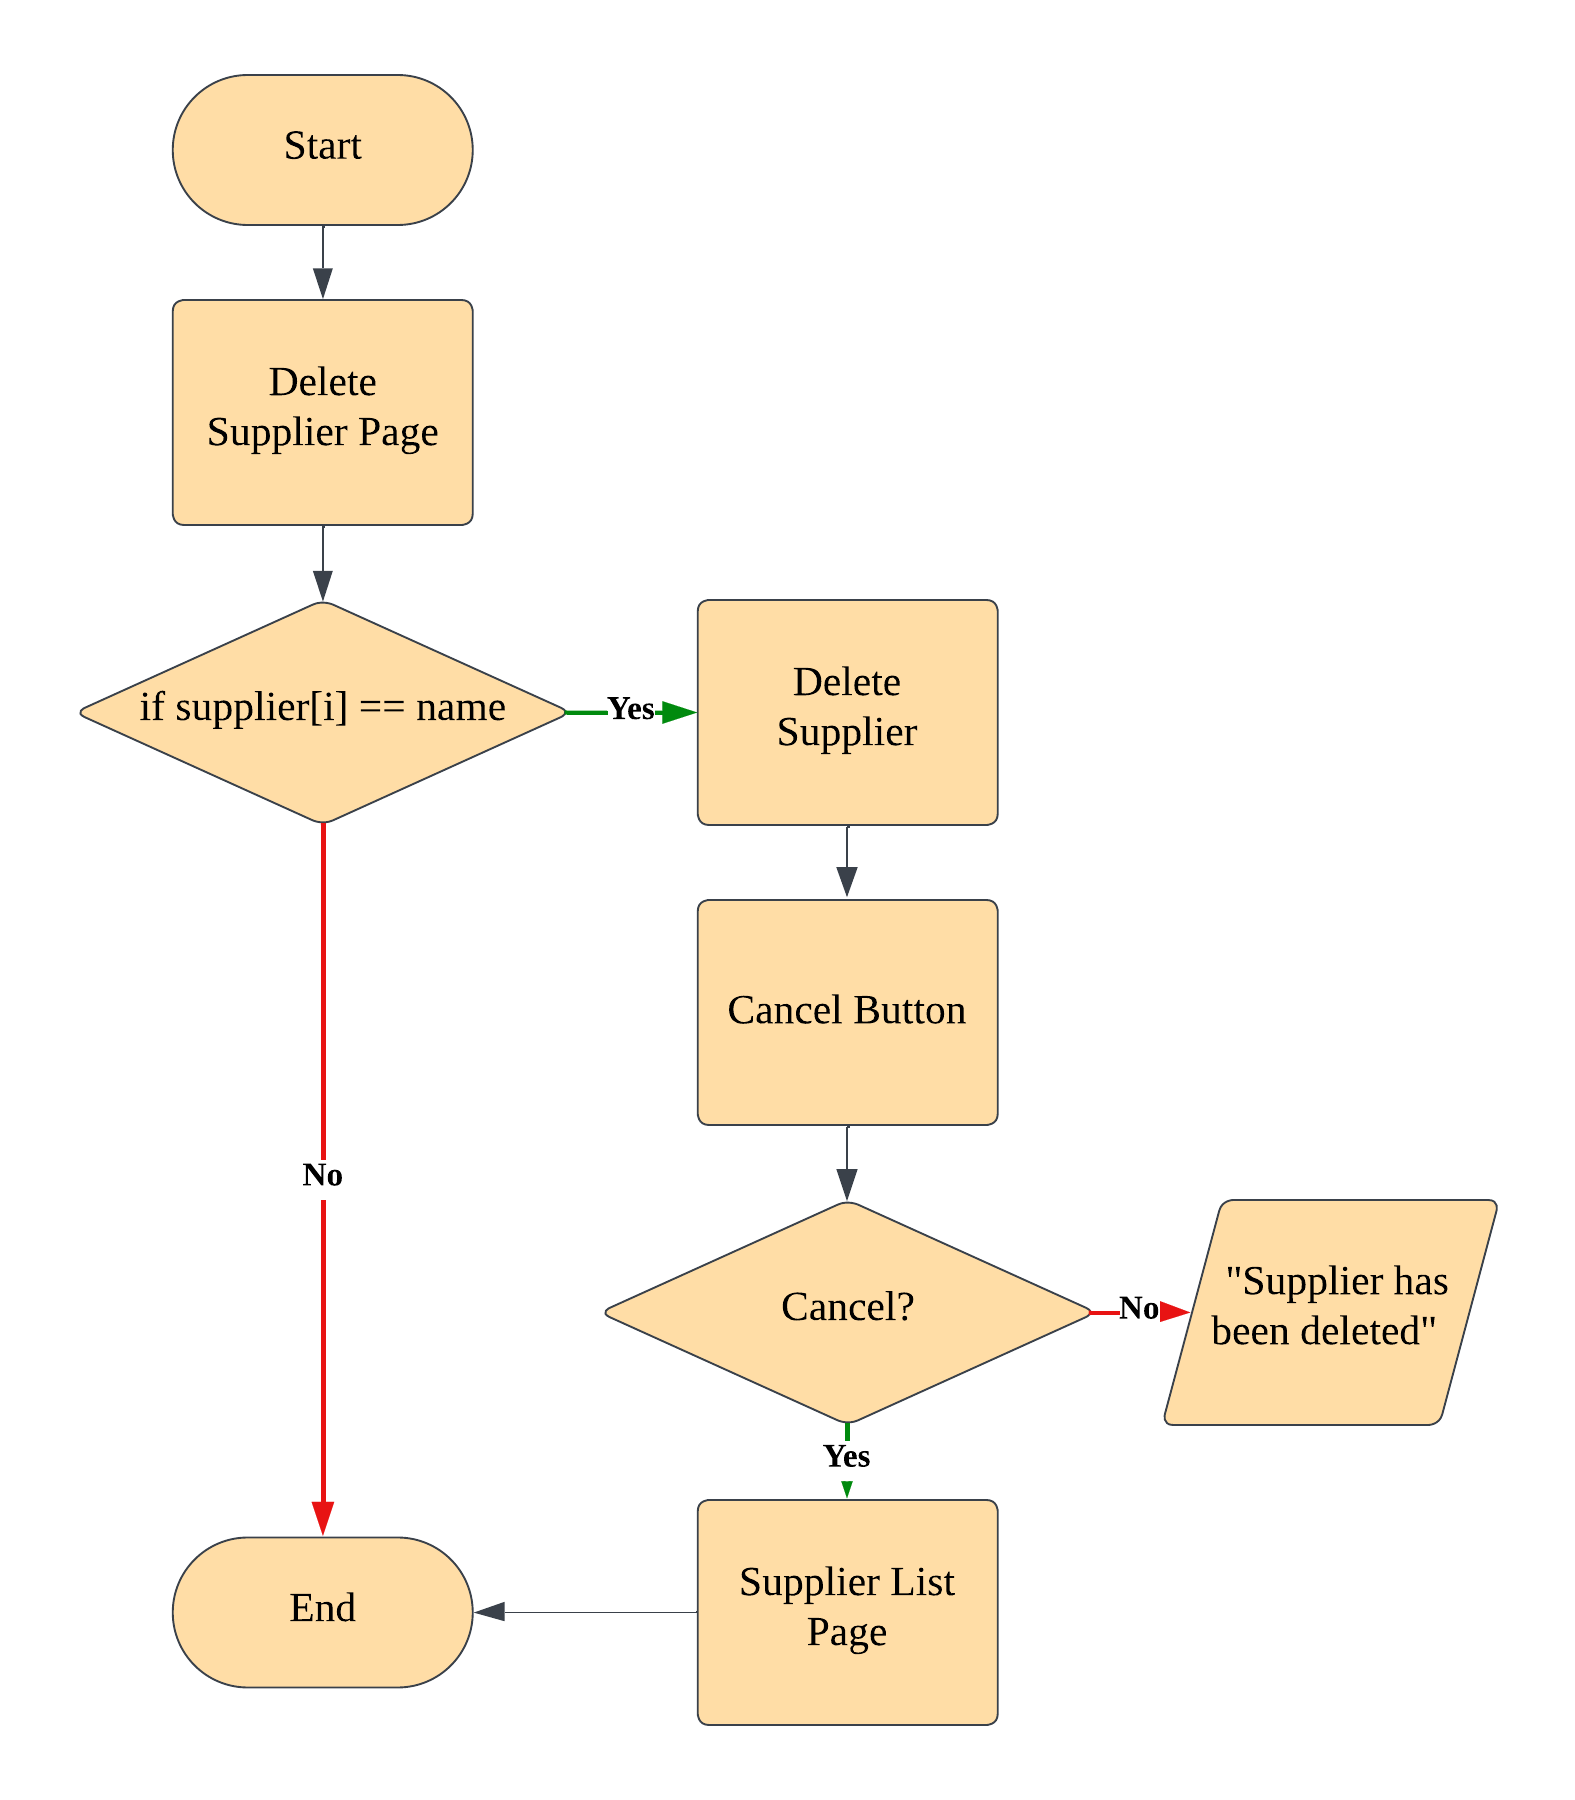 Start
Delete
Supplier Page
if supplier[i] == name
Yes
Delete
Supplier
Cancel Button
No
Cancel?
No
"Supplier has
been deleted"
Yes
Supplier List
Page
End